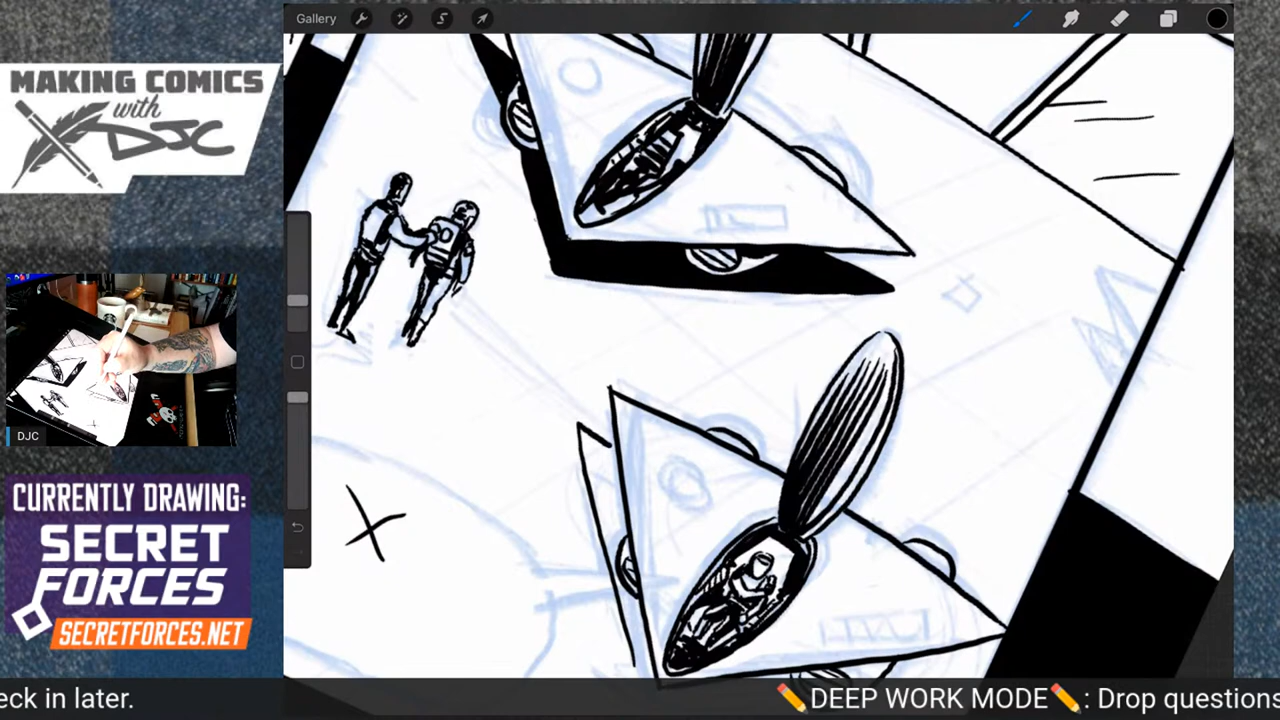 Gallery
MAKING COMICS
with
DJC
DJC
CURRENTLY DRAWING:
SECRET
FORCES
SECRETFORCES.NET
eck in later.
✏️DEEP WORK MODE✏️: Drop questions